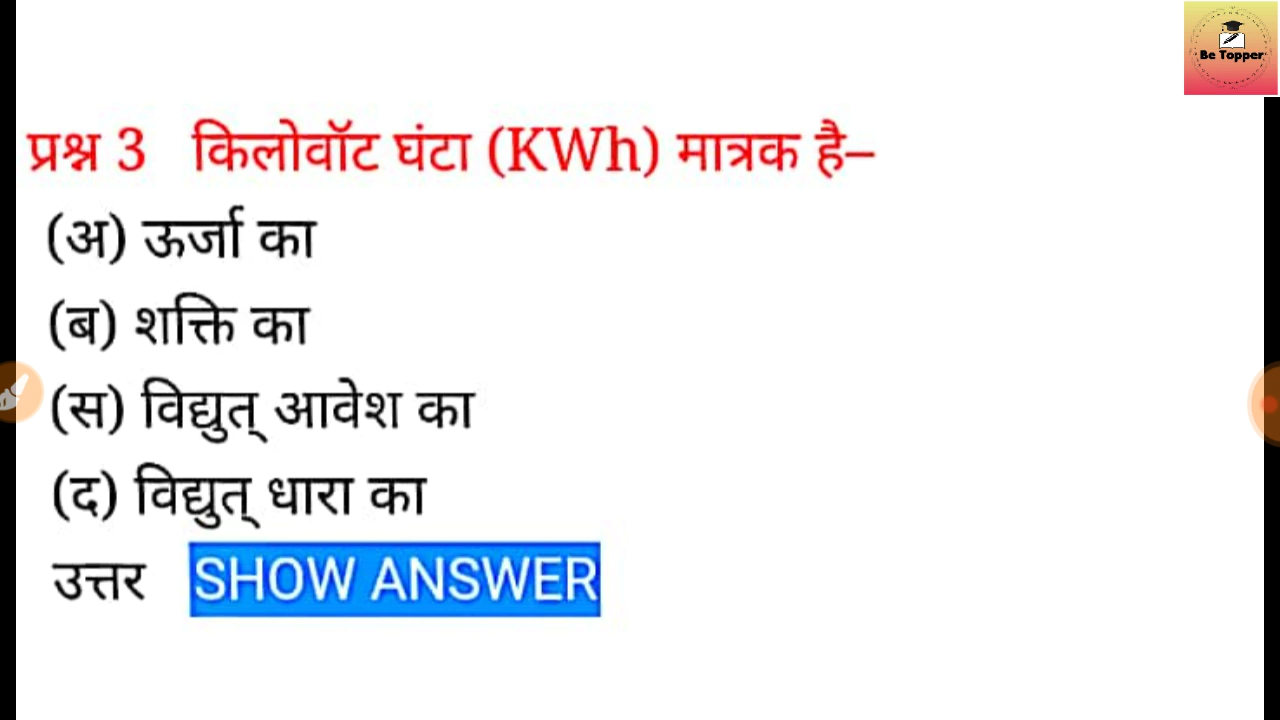 Be Topper
प्रश्न 3 किलोवॉट घंटा (KWh) मात्रक है–
(अ) ऊर्जा का
(ब) शक्ति का
(स) विद्युत् आवेश का
(द) विद्युत् धारा का
उत्तर SHOW ANSWER